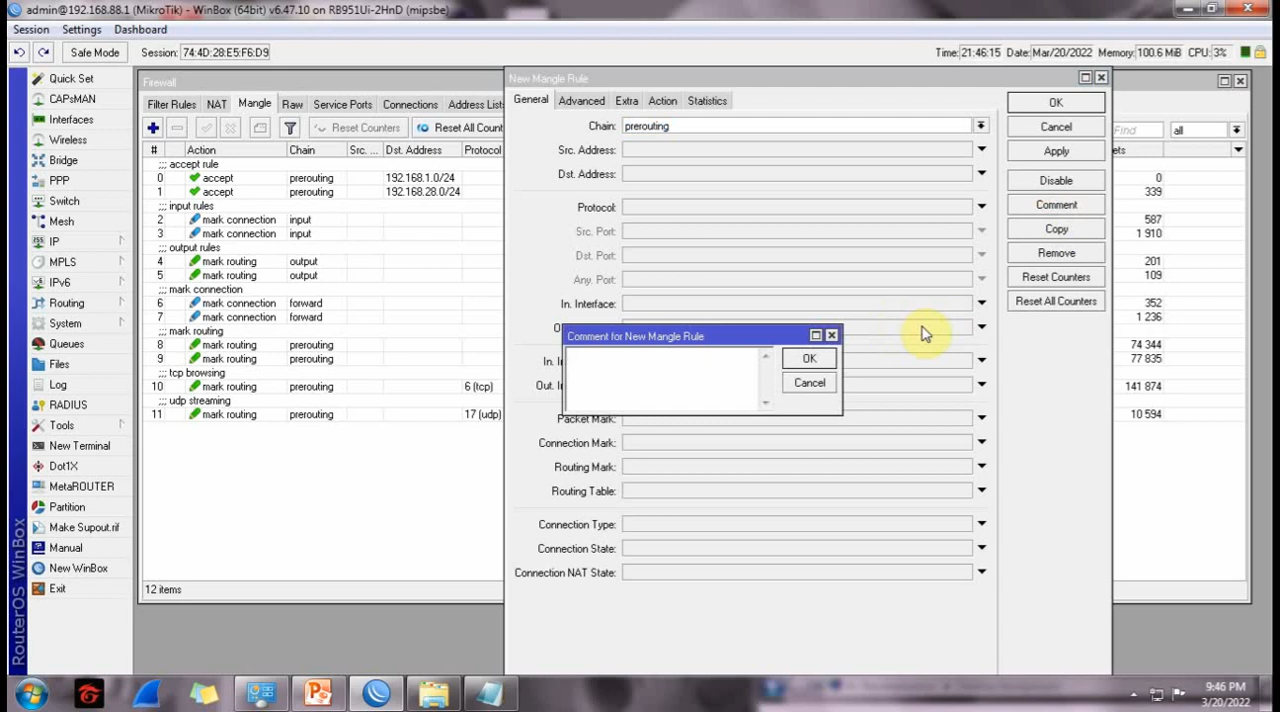 admin@192.168.88.1 (MikroTik) - WinBox (64bit) v6.47.10 on RB951Ui-2HnD (mipsbe)
Session Settings Dashboard
Safe Mode Session: 74:4D:28:E5:F6:D9 Time: 21:46:15 Date: Mar/20/2022 Memory: 100.6 MiB CPU: 3%
Quick Set
CAPsMAN
Interfaces
Wireless
Bridge
PPP
Switch
Mesh
IP
MPLS
IPv6
Routing
System
Queues
Files
Log
RADIUS
Tools
New Terminal
Dot1X
MetaROUTER
Partition
Make Supout.rif
Manual
New WinBox
Exit
RouterOS WinBox
Firewall
Filter Rules NAT Mangle Raw Service Ports Connections Address Lists
Reset Counters Reset All Count
Find all
# Action Chain Src. ... Dst. Address Protocol ets
;;; accept rule
0 accept prerouting 192.168.1.0/24 0
1 accept prerouting 192.168.28.0/24 339
;;; input rules
2 mark connection input 587
3 mark connection input 1 910
;;; output rules
4 mark routing output 201
5 mark routing output 109
;;; mark connection
6 mark connection forward 352
7 mark connection forward 1 236
;;; mark routing
8 mark routing prerouting 74 344
9 mark routing prerouting 77 835
;;; tcp browsing
10 mark routing prerouting 6 (tcp) 141 874
;;; udp streaming
11 mark routing prerouting 17 (udp) 10 594
12 items
New Mangle Rule
General Advanced Extra Action Statistics
Chain: prerouting
Src. Address:
Dst. Address:
Protocol:
Src. Port:
Dst. Port:
Any. Port:
In. Interface:
O
In. I
Out. I
Packet Mark:
Connection Mark:
Routing Mark:
Routing Table:
Connection Type:
Connection State:
Connection NAT State:
OK
Cancel
Apply
Disable
Comment
Copy
Remove
Reset Counters
Reset All Counters
Comment for New Mangle Rule
OK
Cancel
9:46 PM
3/20/2022